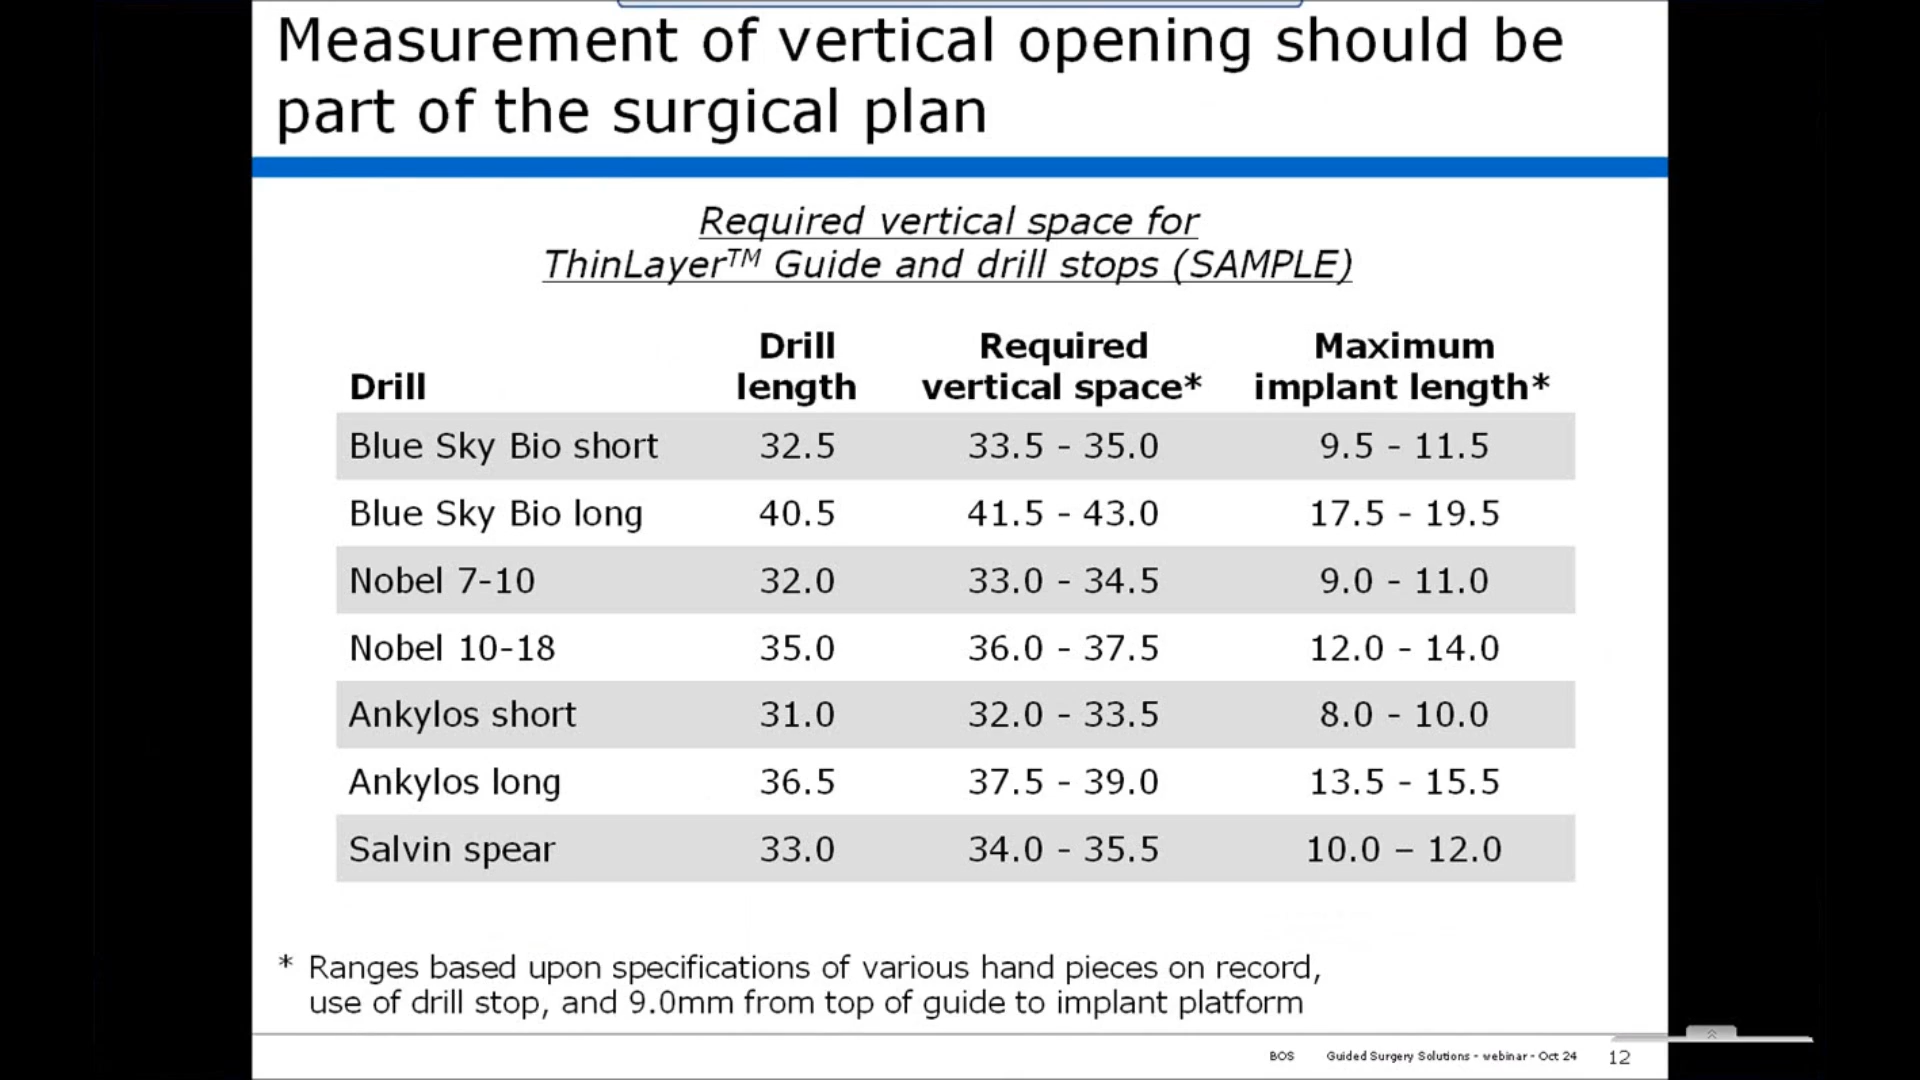 Measurement of vertical opening should be
part of the surgical plan
Required vertical space for
ThinLayer™ Guide and drill stops (SAMPLE)
Drill Drill length Required vertical space* Maximum implant length*
Blue Sky Bio short 32.5 33.5 - 35.0 9.5 - 11.5
Blue Sky Bio long 40.5 41.5 - 43.0 17.5 - 19.5
Nobel 7-10 32.0 33.0 - 34.5 9.0 - 11.0
Nobel 10-18 35.0 36.0 - 37.5 12.0 - 14.0
Ankylos short 31.0 32.0 - 33.5 8.0 - 10.0
Ankylos long 36.5 37.5 - 39.0 13.5 - 15.5
Salvin spear 33.0 34.0 - 35.5 10.0 – 12.0
* Ranges based upon specifications of various hand pieces on record,
use of drill stop, and 9.0mm from top of guide to implant platform
BOS Guided Surgery Solutions - webinar - Oct 24 12